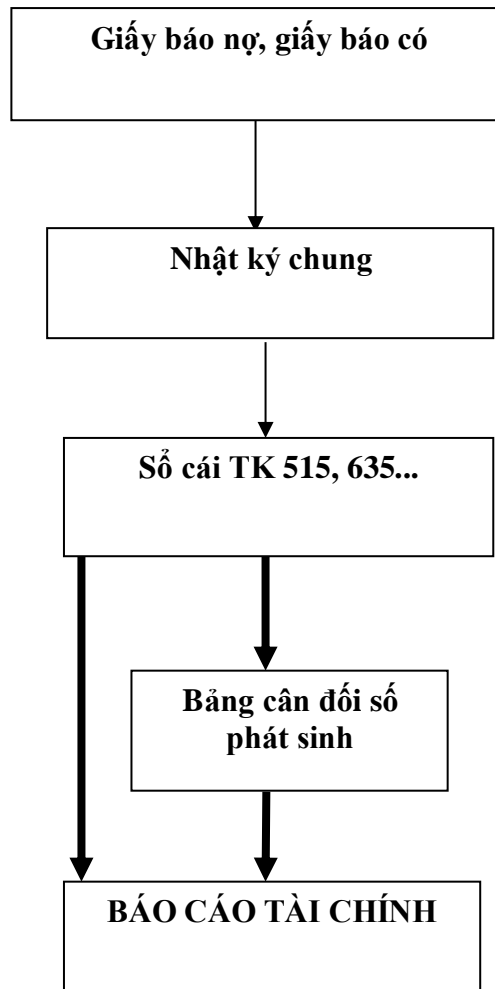 Giấy báo nợ, giấy báo có
Nhật ký chung
Sổ cái TK 515, 635...
Bảng cân đối số
phát sinh
BÁO CÁO TÀI CHÍNH